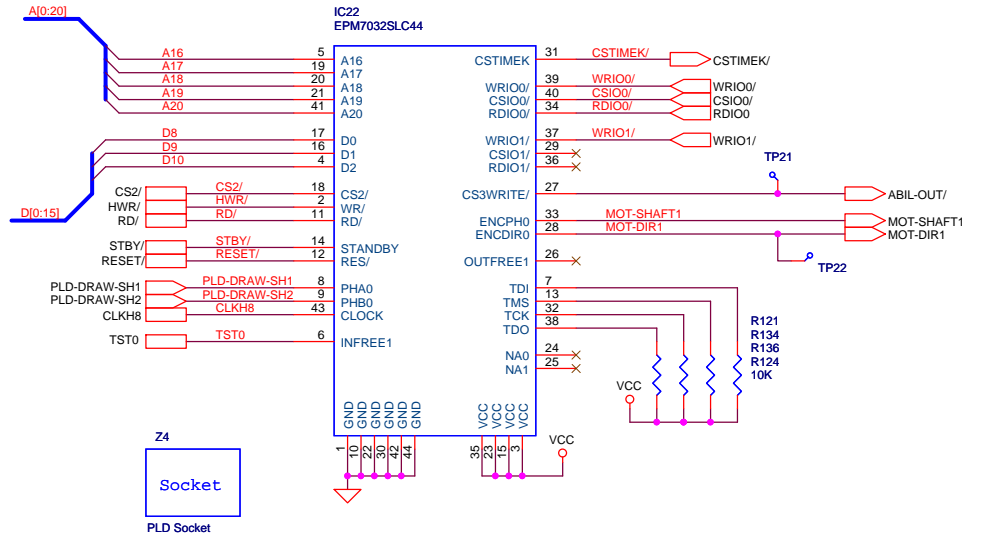 IC22
EPM7032SLC44
A[0:20]
A16 5 A16
A17 19 A17
A18 20 A18
A19 21 A19
A20 41 A20
D8 17 D0
D9 16 D1
D10 4 D2
D[0:15]
CS2/ CS2/ 18 CS2/
HWR/ HWR/ 2 WR/
RD/ RD/ 11 RD/
STBY/ STBY/ 14 STANDBY
RESET/ RESET/ 12 RES/
PLD-DRAW-SH1 PLD-DRAW-SH1 8 PHA0
PLD-DRAW-SH2 PLD-DRAW-SH2 9 PHB0
CLKH8 CLKH8 43 CLOCK
TST0 TST0 6 INFREE1
CSTIMEK 31 CSTIMEK/ CSTIMEK/
WRIO0/ 39 WRIO0/ WRIO0/
CSIO0/ 40 CSIO0/ CSIO0/
RDIO0/ 34 RDIO0/ RDIO0
WRIO1/ 37 WRIO1/ WRIO1/
CSIO1/ 29
RDIO1/ 36
TP21
CS3WRITE/ 27 ABIL-OUT/
ENCPH0 33 MOT-SHAFT1 MOT-SHAFT1
ENCDIR0 28 MOT-DIR1 MOT-DIR1
OUTFREE1 26
TP22
TDI 7
TMS 13
TCK 32
TDO 38
NA0 24
NA1 25
R121
R134
R136
R124
10K
VCC
GND GND GND GND GND GND
1 10 22 30 42 44
VCC VCC VCC VCC
35 23 15 3
VCC
Z4
Socket
PLD Socket